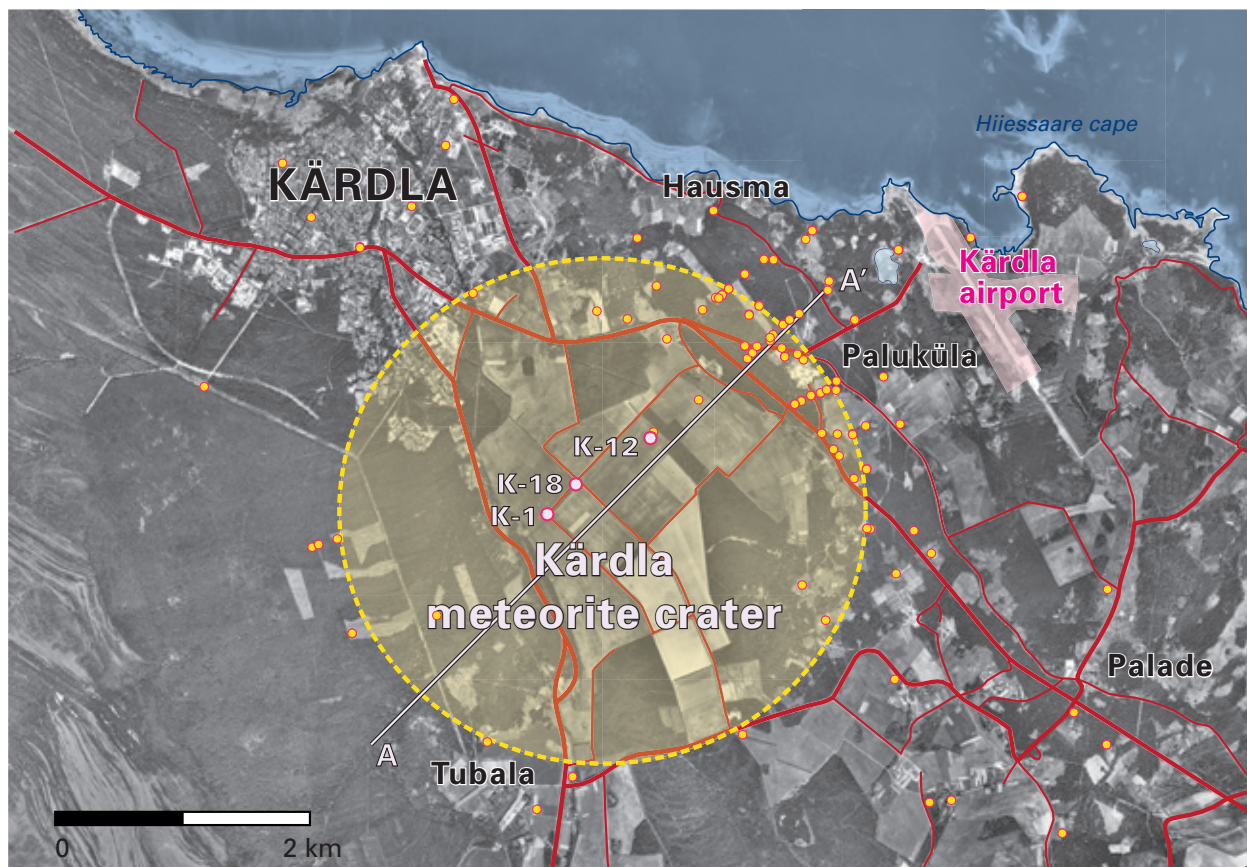 Hiiessaare cape
KÄRDLA
Hausma
Kärdla
airport
A′
Paluküla
K-12
K-18
K-1
Kärdla
meteorite crater
Palade
A
Tubala
0
2 km